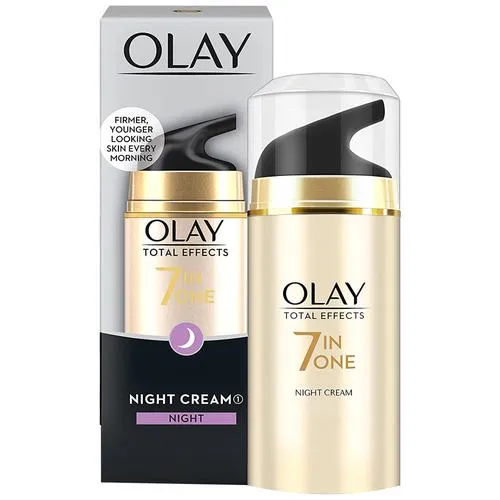 OLAY
FIRMER,
YOUNGER
LOOKING
SKIN EVERY
MORNING
OLAY
TOTAL EFFECTS
7 IN
ONE
NIGHT CREAM①
NIGHT
OLAY
TOTAL EFFECTS
7 IN
ONE
NIGHT CREAM